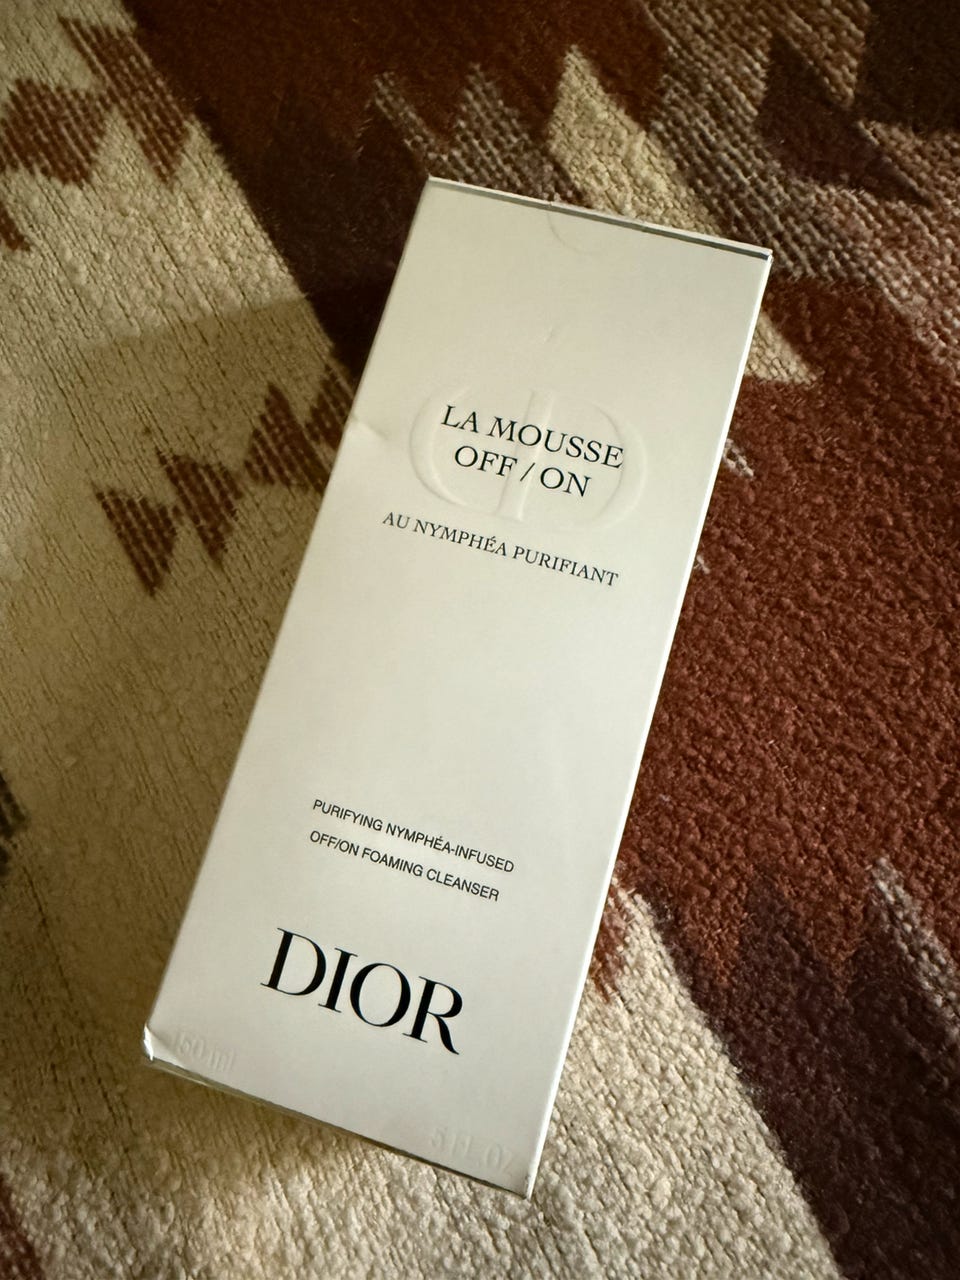 LA MOUSSE
OFF/ON
AU NYMPHÉA PURIFIANT
PURIFYING NYMPHÉA-INFUSED
OFF/ON FOAMING CLEANSER
DIOR
150 ml
5 FL.OZ